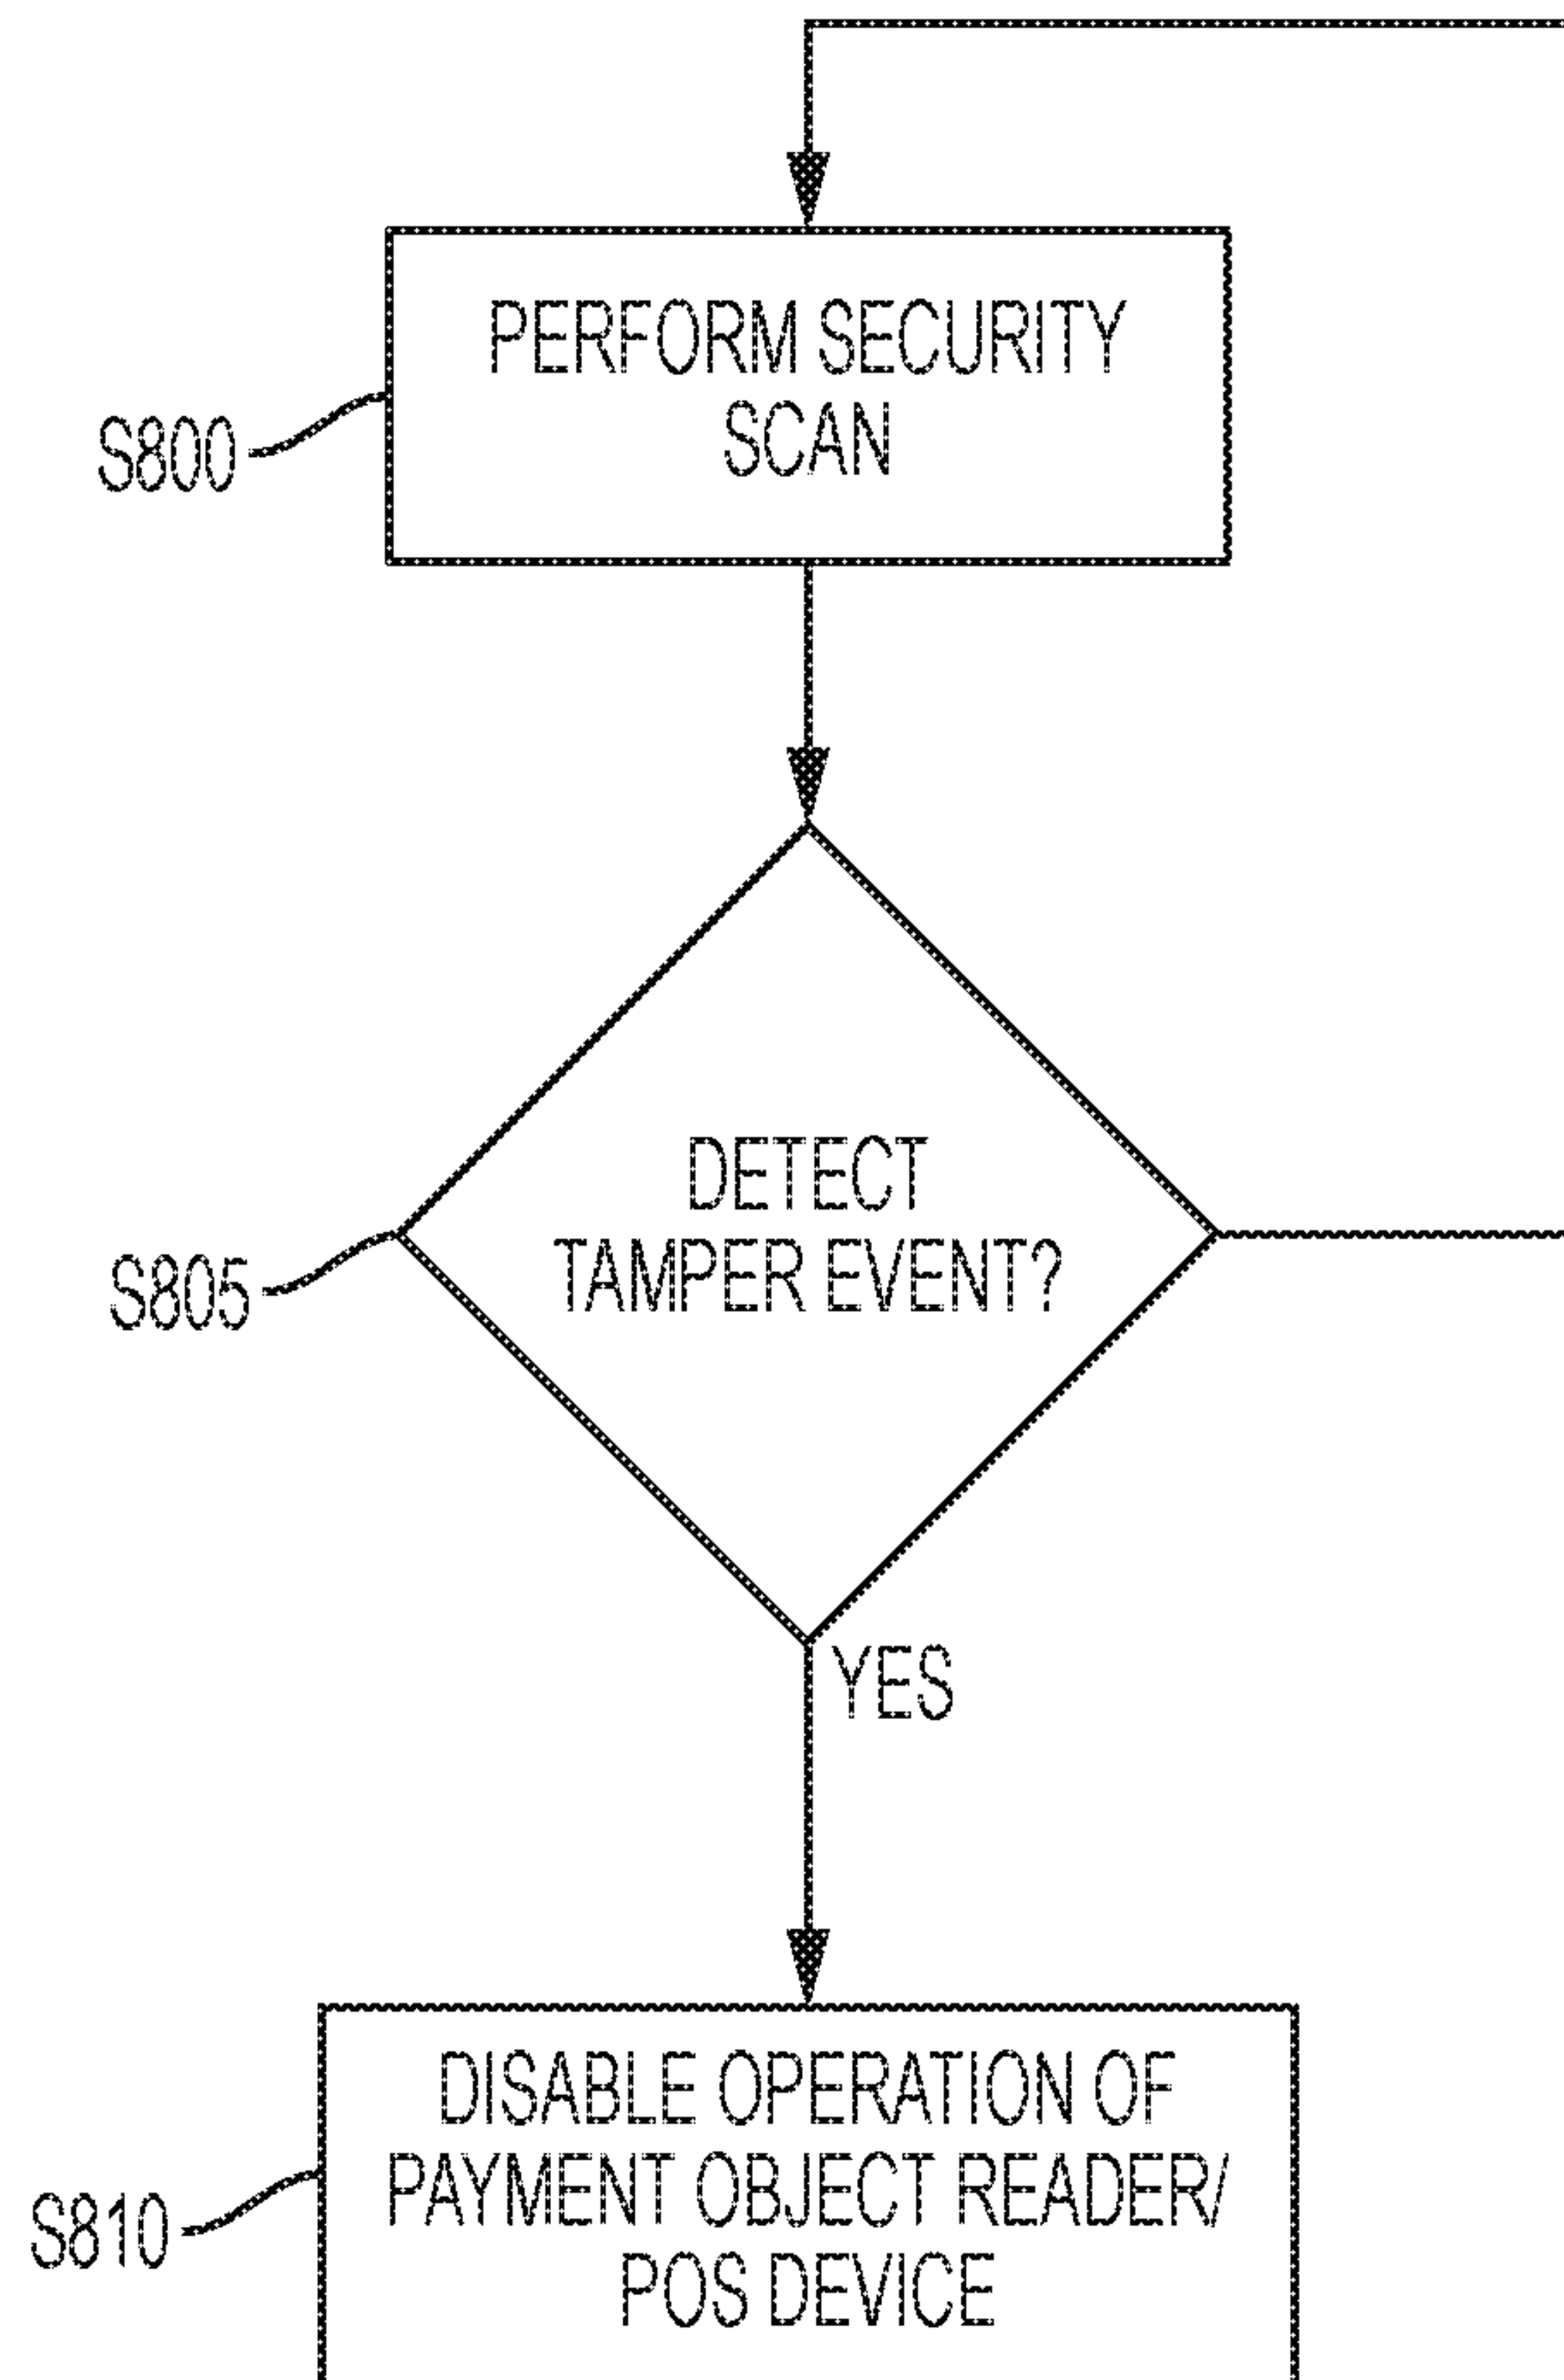 PERFORM SECURITY
SCAN
S800
DETECT
TAMPER EVENT?
S805
YES
DISABLE OPERATION OF
PAYMENT OBJECT READER/
POS DEVICE
S810